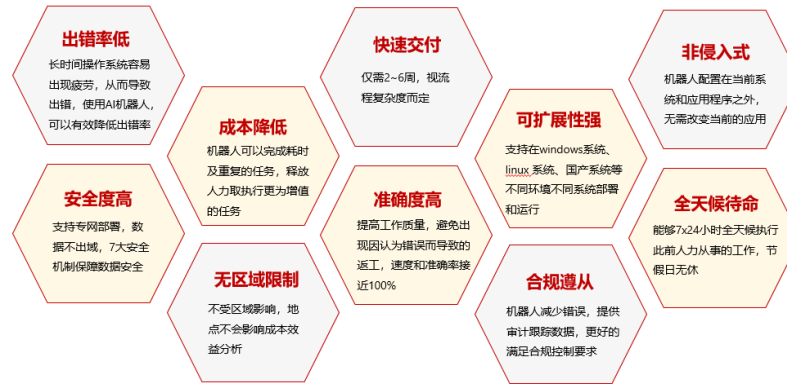 出错率低
长时间操作系统容易
出现疲劳，从而导致
出错，使用AI机器人，
可以有效降低出错率
快速交付
仅需2~6周，视流
程复杂度而定
非侵入式
机器人配置在当前系
统和应用程序之外，
无需改变当前的应用
成本降低
机器人可以完成耗时
及重复的任务，释放
人力取执行更为增值
的任务
可扩展性强
支持在windows系统、
linux 系统、国产系统等
不同环境不同系统部署
和运行
安全度高
支持专网部署，数
据不出域，7大安全
机制保障数据安全
准确度高
提高工作质量，避免出
现因认为错误而导致的
返工，速度和准确率接
近100%
全天候待命
能够7x24小时全天候执行
此前人力从事的工作，节
假日无休
无区域限制
不受区域影响，地
点不会影响成本效
益分析
合规遵从
机器人减少错误，提供
审计跟踪数据，更好的
满足合规控制要求